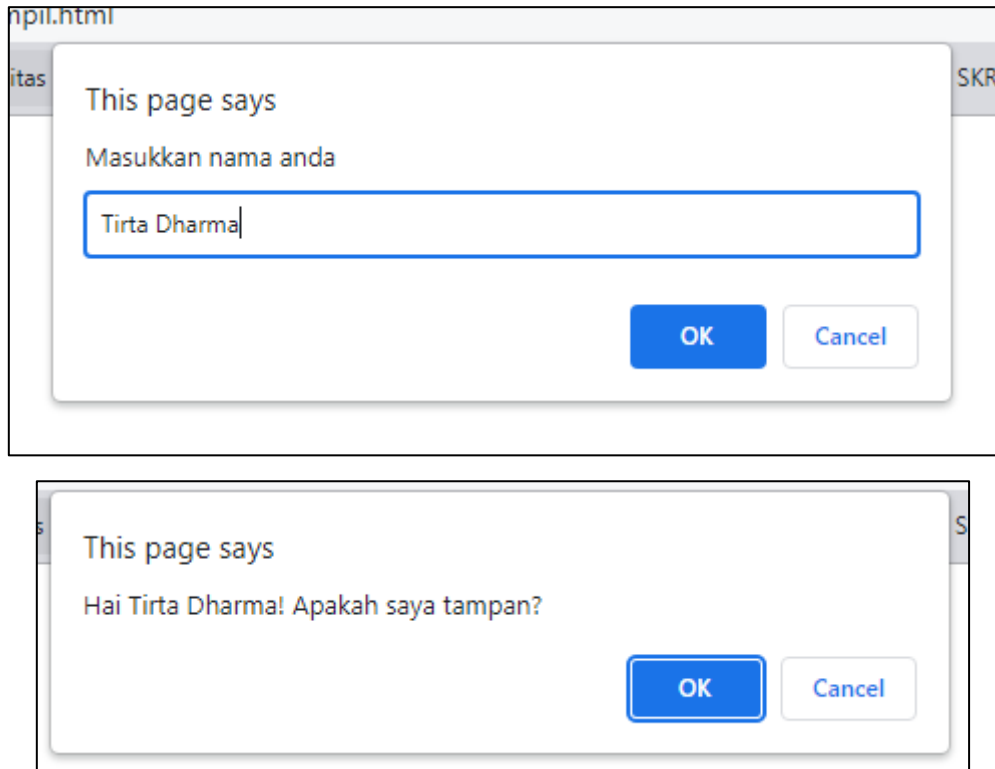 npil.html
itas
SKR
This page says
Masukkan nama anda
Tirta Dharma
OK Cancel
s
S
This page says
Hai Tirta Dharma! Apakah saya tampan?
OK Cancel